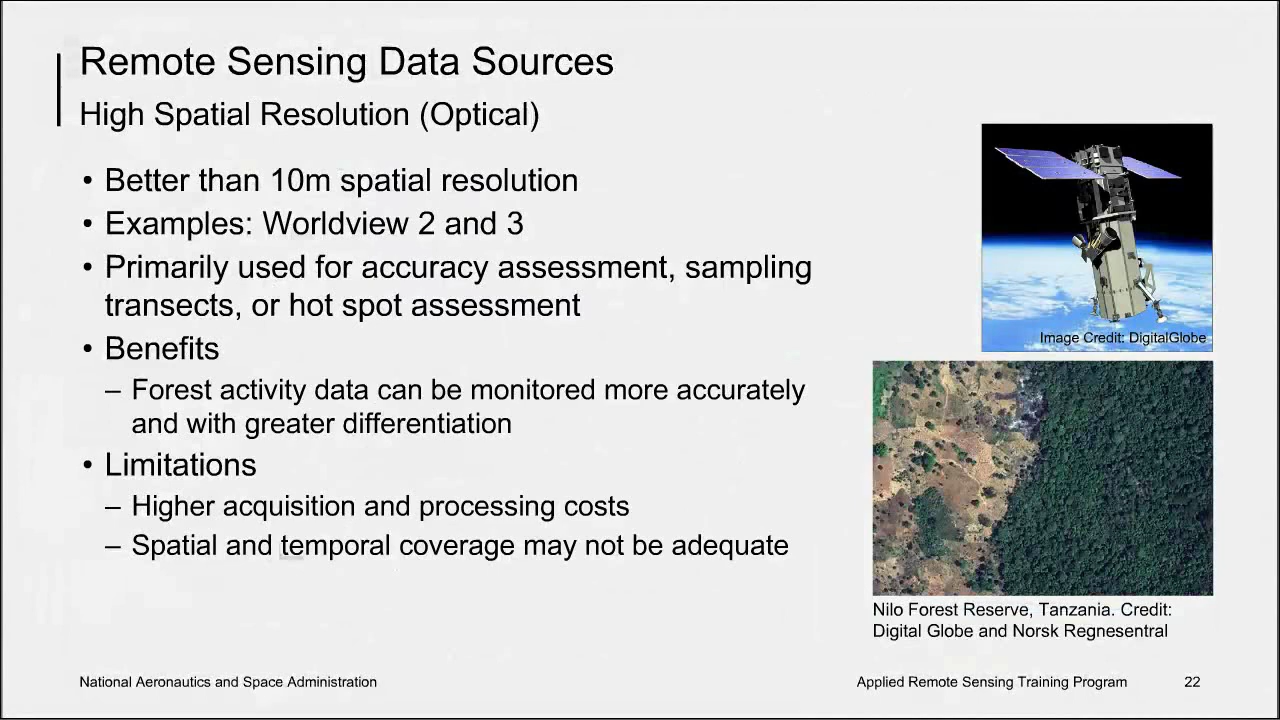 Remote Sensing Data Sources
High Spatial Resolution (Optical)
• Better than 10m spatial resolution
• Examples: Worldview 2 and 3
• Primarily used for accuracy assessment, sampling
transects, or hot spot assessment
• Benefits
– Forest activity data can be monitored more accurately
and with greater differentiation
• Limitations
– Higher acquisition and processing costs
– Spatial and temporal coverage may not be adequate
Image Credit: DigitalGlobe
Nilo Forest Reserve, Tanzania. Credit:
Digital Globe and Norsk Regnesentral
National Aeronautics and Space Administration
Applied Remote Sensing Training Program
22